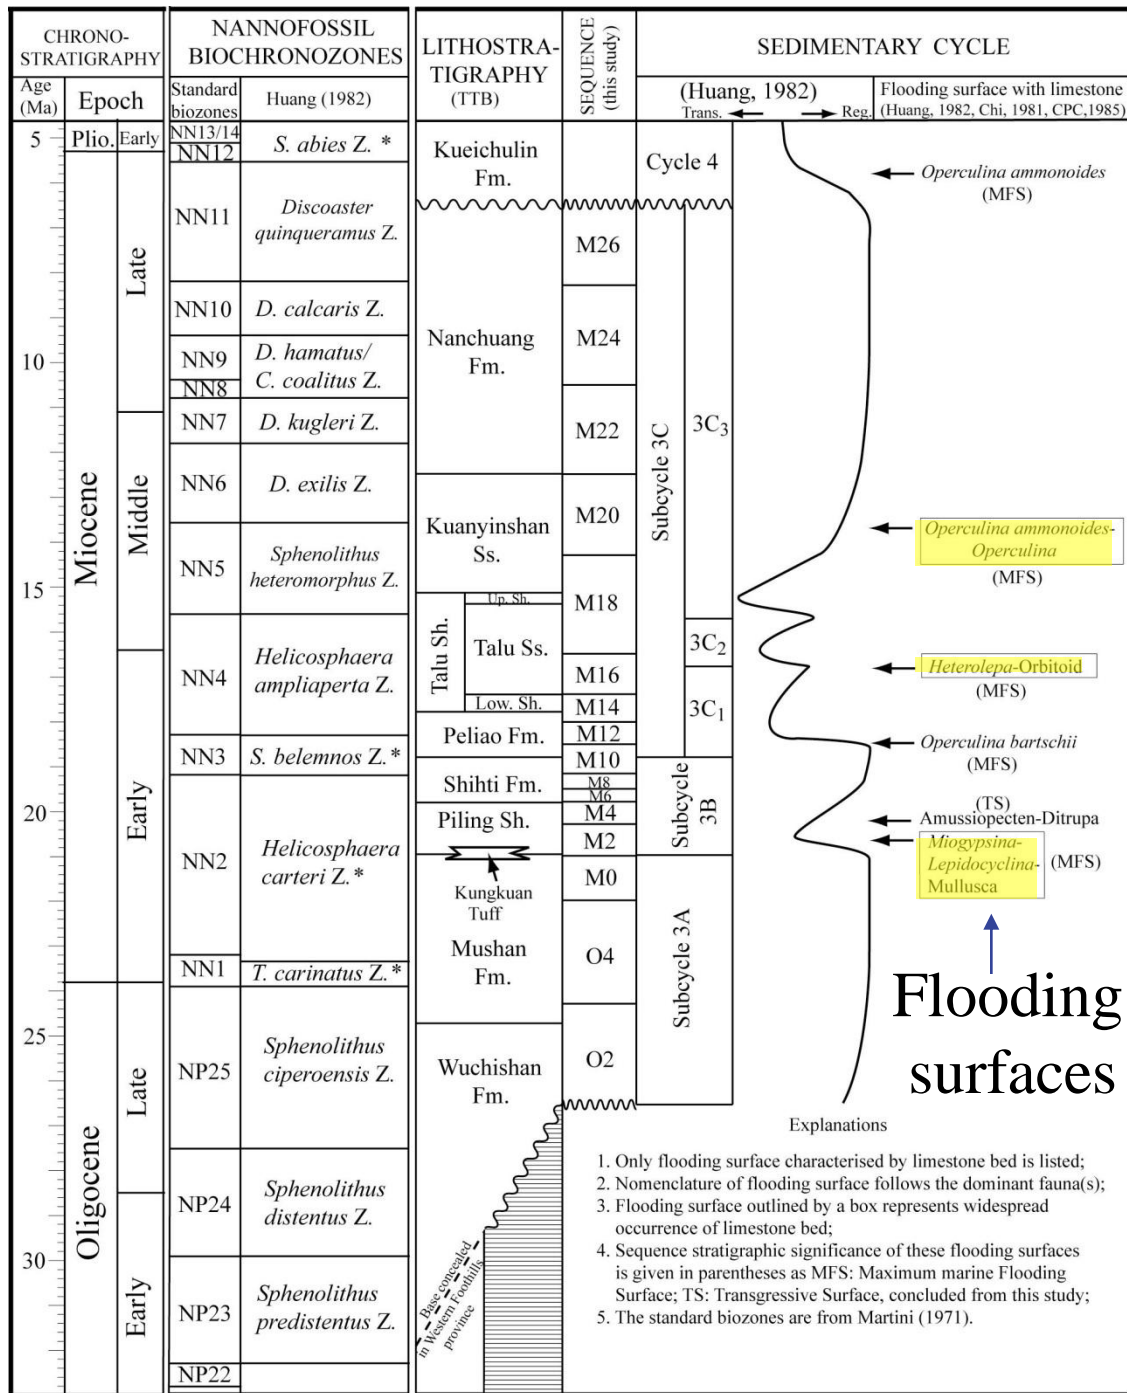 CHRONO-
STRATIGRAPHY
NANNOFOSSIL
BIOCHRONOZONES
LITHOSTRA-
TIGRAPHY
(TTB)
SEQUENCE
(this study)
SEDIMENTARY CYCLE
Age
(Ma)
Epoch
Standard
biozones
Huang (1982)
(Huang, 1982)
Trans.
Reg.
Flooding surface with limestone
(Huang, 1982, Chi, 1981, CPC,1985)
5
10
15
20
25
30
Plio.
Early
Miocene
Late
Middle
Early
Oligocene
Late
Early
NN13/14
NN12
NN11
NN10
NN9
NN8
NN7
NN6
NN5
NN4
NN3
NN2
NN1
NP25
NP24
NP23
NP22
S. abies Z. *
Discoaster
quinqueramus Z.
D. calcaris Z.
D. hamatus/
C. coalitus Z.
D. kugleri Z.
D. exilis Z.
Sphenolithus
heteromorphus Z.
Helicosphaera
ampliaperta Z.
S. belemnos Z.*
Helicosphaera
carteri Z.*
T. carinatus Z.*
Sphenolithus
ciperoensis Z.
Sphenolithus
distentus Z.
Sphenolithus
predistentus Z.
Kueichulin
Fm.
Nanchuang
Fm.
Kuanyinshan
Ss.
Talu Sh.
Up. Sh.
Talu Ss.
Low. Sh.
Peliao Fm.
Shihti Fm.
Piling Sh.
Kungkuan
Tuff
Mushan
Fm.
Wuchishan
Fm.
Base concealed
in Western Foothills
province
M26
M24
M22
M20
M18
M16
M14
M12
M10
M8
M6
M4
M2
M0
O4
O2
Cycle 4
Subcycle 3C
3C3
3C2
3C1
Subcycle
3B
Subcycle 3A
Operculina ammonoides
(MFS)
Operculina ammonoides-
Operculina
(MFS)
Heterolepa-Orbitoid
(MFS)
Operculina bartschii
(MFS)
(TS)
Amussiopecten-Ditrupa
Miogypsina-
Lepidocyclina-
Mullusca
(MFS)
Flooding
surfaces
Explanations
1. Only flooding surface characterised by limestone bed is listed;
2. Nomenclature of flooding surface follows the dominant fauna(s);
3. Flooding surface outlined by a box represents widespread
occurrence of limestone bed;
4. Sequence stratigraphic significance of these flooding surfaces
is given in parentheses as MFS: Maximum marine Flooding
Surface; TS: Transgressive Surface, concluded from this study;
5. The standard biozones are from Martini (1971).